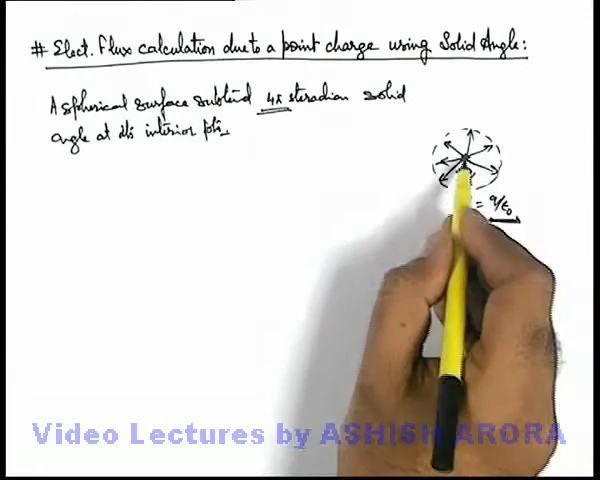 # Elect. Flux calculation due to a point charge using Solid Angle:
A spherical surface subtend 4π steradian solid
angle at its interior pts.
= q/ε₀
Video Lectures by ASHISH ARORA